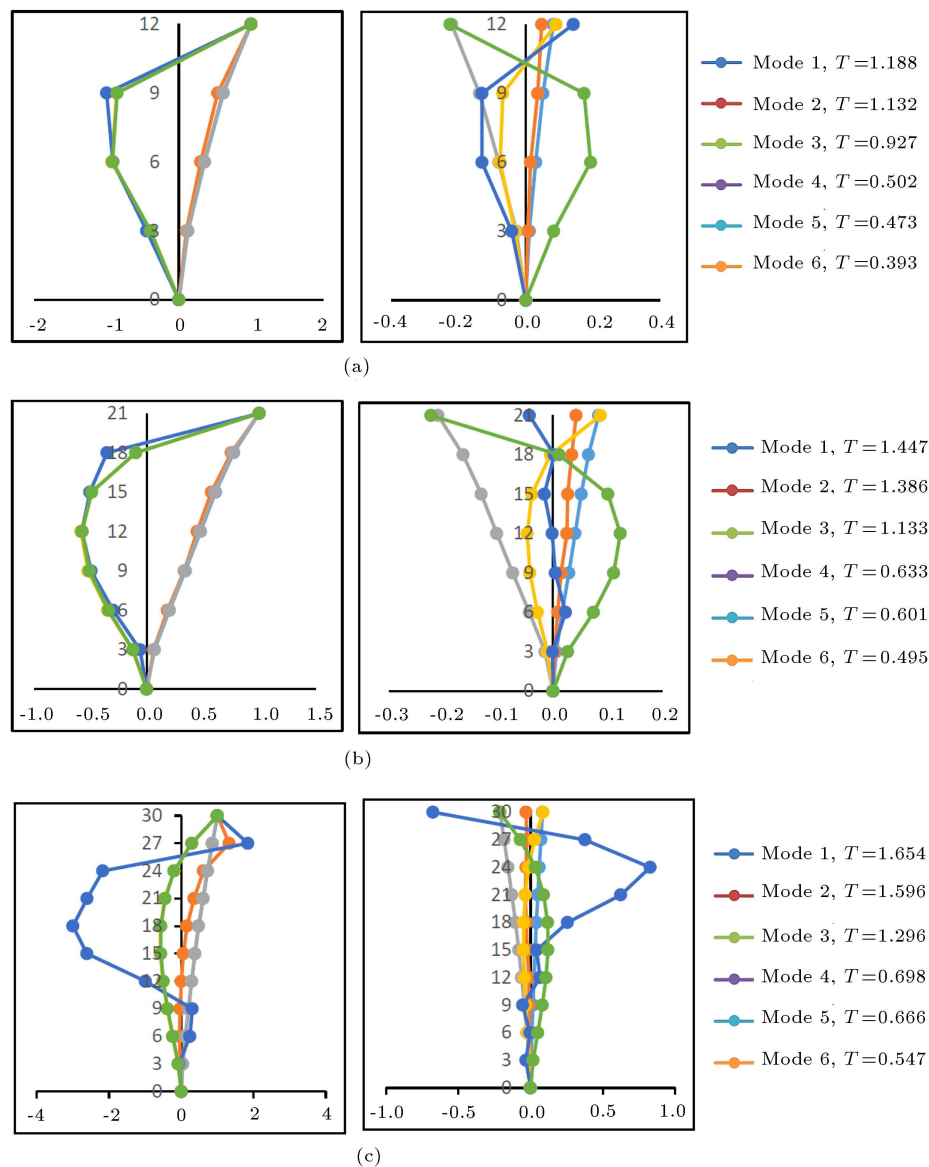 12
9
6
3
0
-2 -1 0 1 2
12
9
6
3
0
-0.4 -0.2 0.0 0.2 0.4
Mode 1, T=1.188
Mode 2, T=1.132
Mode 3, T=0.927
Mode 4, T=0.502
Mode 5, T=0.473
Mode 6, T=0.393
(a)
21
18
15
12
9
6
3
0
-1.0 -0.5 0.0 0.5 1.0 1.5
21
18
15
12
9
6
3
0
-0.3 -0.2 -0.1 0.0 0.1 0.2
Mode 1, T=1.447
Mode 2, T=1.386
Mode 3, T=1.133
Mode 4, T=0.633
Mode 5, T=0.601
Mode 6, T=0.495
(b)
30
27
24
21
18
15
12
9
6
3
0
-4 -2 0 2 4
30
27
24
21
18
15
12
9
6
3
0
-1.0 -0.5 0.0 0.5 1.0
Mode 1, T=1.654
Mode 2, T=1.596
Mode 3, T=1.296
Mode 4, T=0.698
Mode 5, T=0.666
Mode 6, T=0.547
(c)